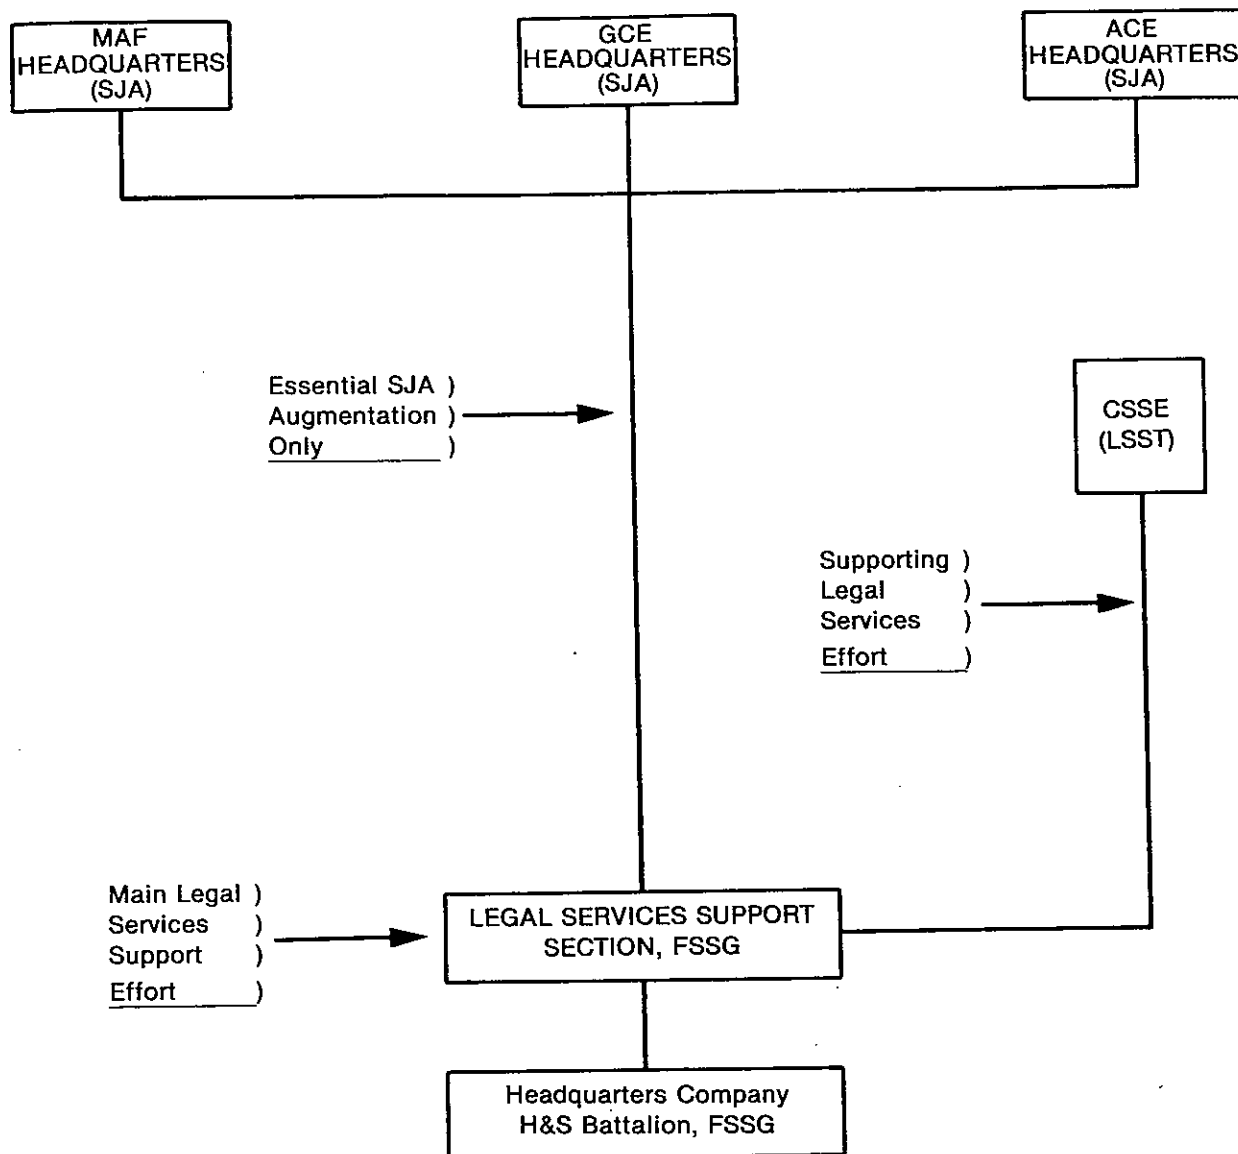 MAF
HEADQUARTERS
(SJA)
GCE
HEADQUARTERS
(SJA)
ACE
HEADQUARTERS
(SJA)
Essential SJA )
Augmentation )
Only )
CSSE
(LSST)
Supporting )
Legal )
Services )
Effort )
Main Legal )
Services )
Support )
Effort )
LEGAL SERVICES SUPPORT
SECTION, FSSG
Headquarters Company
H&S Battalion, FSSG